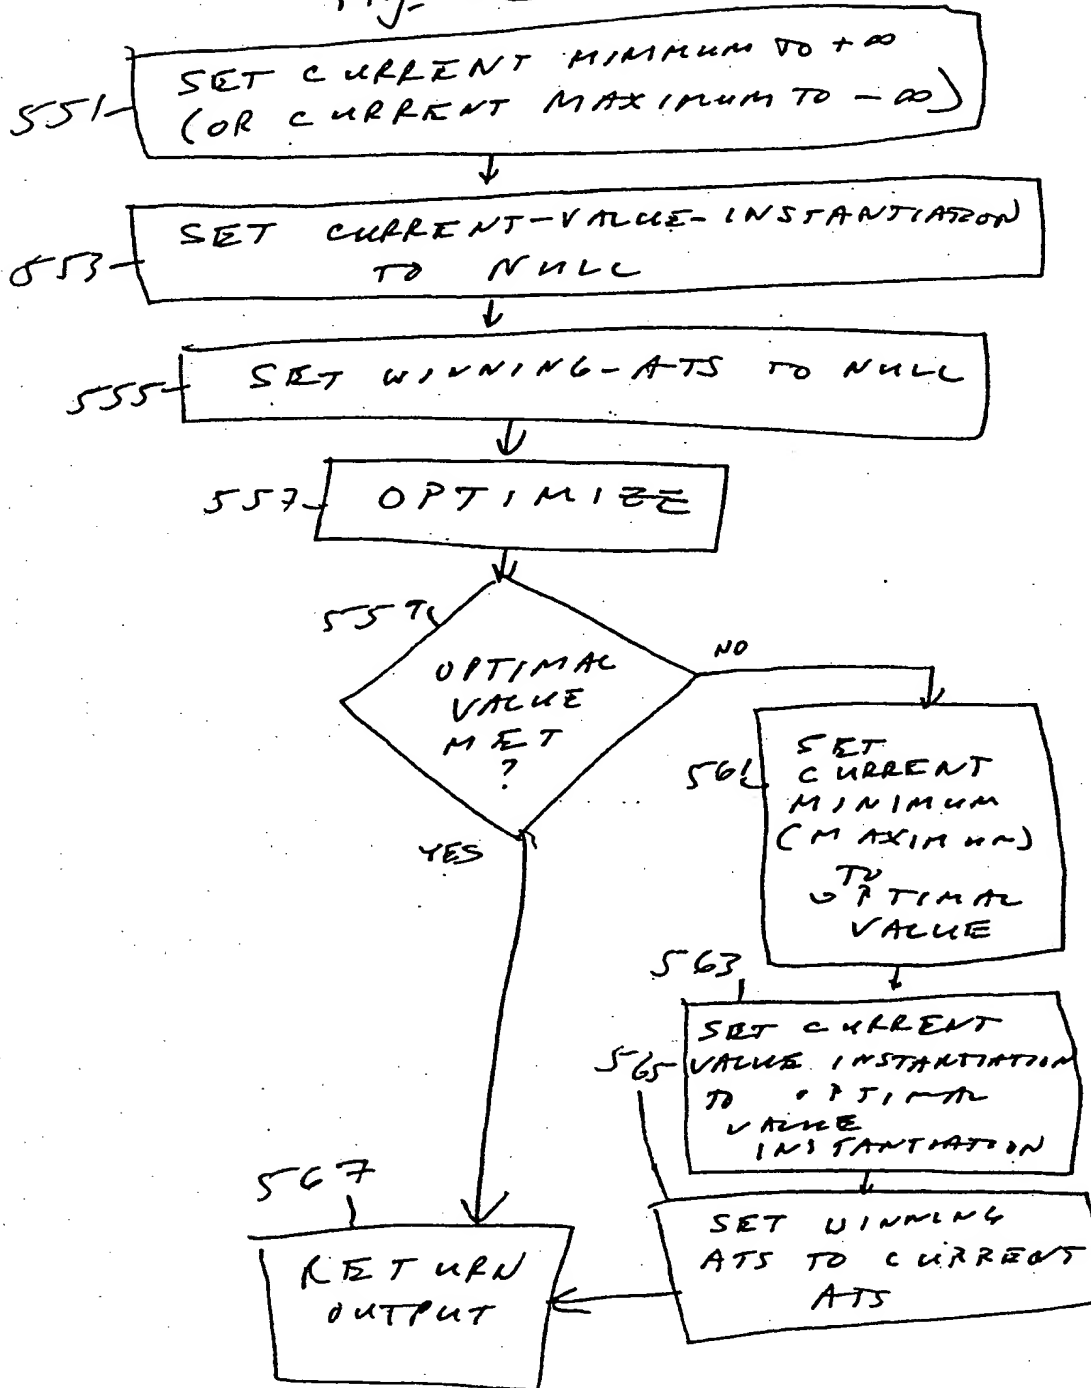 Fig.
551
SET CURRENT MINIMUM TO +∞
(OR CURRENT MAXIMUM TO -∞)
553
SET CURRENT-VALUE-INSTANTIATION
TO NULL
555
SET WINNING-ATS TO NULL
557
OPTIMIZE
559
OPTIMAL
VALUE
MET
?
NO
YES
561
SET
CURRENT
MINIMUM
(MAXIMUM)
TO
OPTIMAL
VALUE
563
SET CURRENT
VALUE INSTANTIATION
TO OPTIMAL
VALUE
INSTANTIATION
565
SET WINNING
ATS TO CURRENT
ATS
567
RETURN
OUTPUT